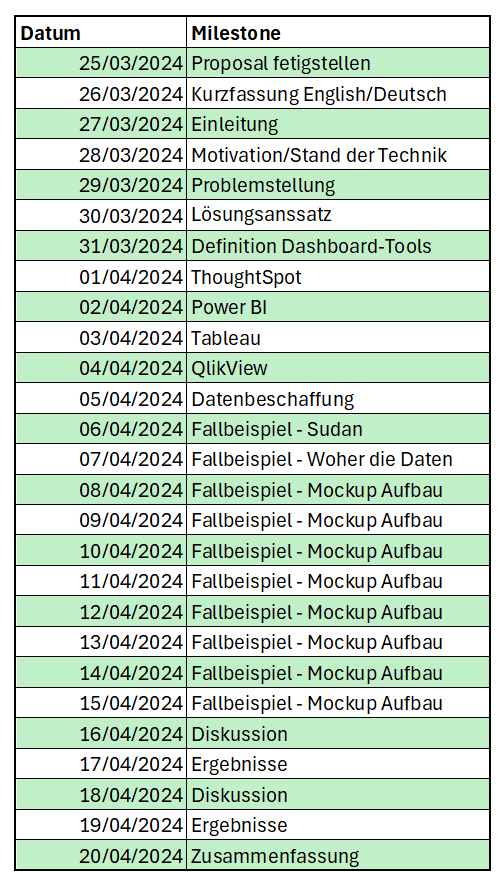 Datum Milestone
25/03/2024 Proposal fetigstellen
26/03/2024 Kurzfassung English/Deutsch
27/03/2024 Einleitung
28/03/2024 Motivation/Stand der Technik
29/03/2024 Problemstellung
30/03/2024 Lösungsanssatz
31/03/2024 Definition Dashboard-Tools
01/04/2024 ThoughtSpot
02/04/2024 Power BI
03/04/2024 Tableau
04/04/2024 QlikView
05/04/2024 Datenbeschaffung
06/04/2024 Fallbeispiel - Sudan
07/04/2024 Fallbeispiel - Woher die Daten
08/04/2024 Fallbeispiel - Mockup Aufbau
09/04/2024 Fallbeispiel - Mockup Aufbau
10/04/2024 Fallbeispiel - Mockup Aufbau
11/04/2024 Fallbeispiel - Mockup Aufbau
12/04/2024 Fallbeispiel - Mockup Aufbau
13/04/2024 Fallbeispiel - Mockup Aufbau
14/04/2024 Fallbeispiel - Mockup Aufbau
15/04/2024 Fallbeispiel - Mockup Aufbau
16/04/2024 Diskussion
17/04/2024 Ergebnisse
18/04/2024 Diskussion
19/04/2024 Ergebnisse
20/04/2024 Zusammenfassung